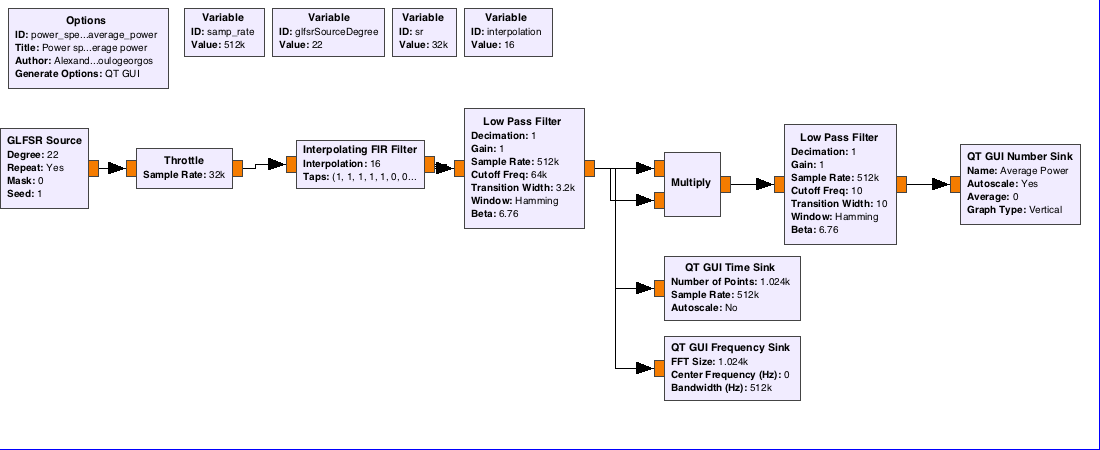 Options
ID: power_spe...average_power
Title: Power sp...erage power
Author: Alexand...oulogeorgos
Generate Options: QT GUI
Variable
ID: samp_rate
Value: 512k
Variable
ID: glfsrSourceDegree
Value: 22
Variable
ID: sr
Value: 32k
Variable
ID: interpolation
Value: 16
GLFSR Source
Degree: 22
Repeat: Yes
Mask: 0
Seed: 1
Throttle
Sample Rate: 32k
Interpolating FIR Filter
Interpolation: 16
Taps: (1, 1, 1, 1, 1, 0, 0...
Low Pass Filter
Decimation: 1
Gain: 1
Sample Rate: 512k
Cutoff Freq: 64k
Transition Width: 3.2k
Window: Hamming
Beta: 6.76
Multiply
Low Pass Filter
Decimation: 1
Gain: 1
Sample Rate: 512k
Cutoff Freq: 10
Transition Width: 10
Window: Hamming
Beta: 6.76
QT GUI Number Sink
Name: Average Power
Autoscale: Yes
Average: 0
Graph Type: Vertical
QT GUI Time Sink
Number of Points: 1.024k
Sample Rate: 512k
Autoscale: No
QT GUI Frequency Sink
FFT Size: 1.024k
Center Frequency (Hz): 0
Bandwidth (Hz): 512k